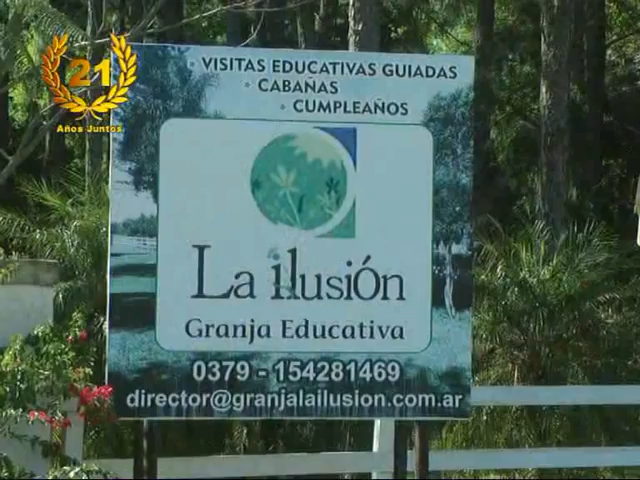 21
Años Juntos
· VISITAS EDUCATIVAS GUIADAS
· CABAÑAS
· CUMPLEAÑOS
La ilusión
Granja Educativa
0379 - 154281469
director@granjalailusion.com.ar